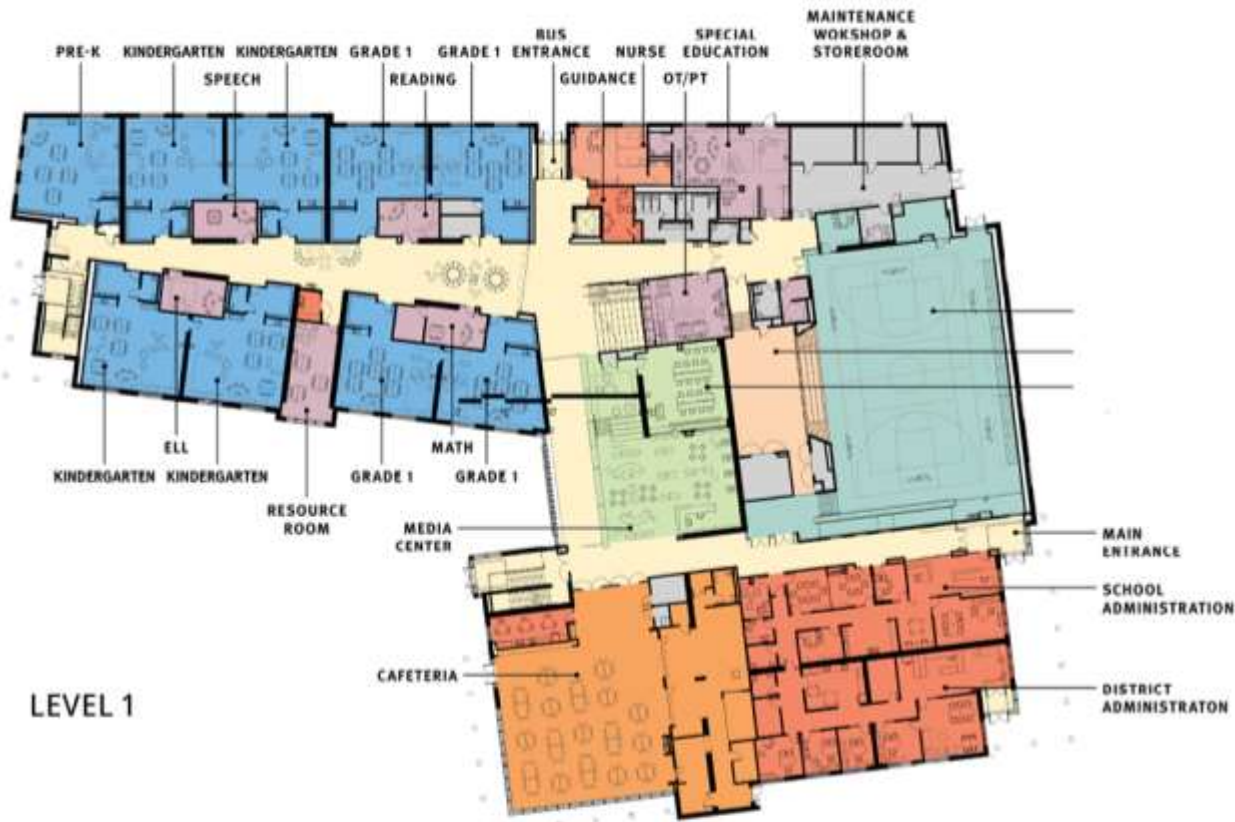 PRE-K
KINDERGARTEN
KINDERGARTEN
GRADE 1
GRADE 1
BUS
ENTRANCE
NURSE
SPECIAL
EDUCATION
MAINTENANCE
WOKSHOP &
STOREROOM
SPEECH
READING
GUIDANCE
OT/PT
ELL
MATH
KINDERGARTEN
KINDERGARTEN
GRADE 1
GRADE 1
RESOURCE
ROOM
MEDIA
CENTER
MAIN
ENTRANCE
SCHOOL
ADMINISTRATION
CAFETERIA
DISTRICT
ADMINISTRATON
LEVEL 1